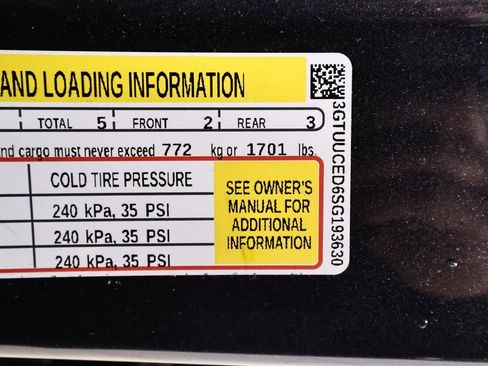 AND LOADING INFORMATION
TOTAL 5 FRONT 2 REAR 3
and cargo must never exceed 772 kg or 1701 lbs.
COLD TIRE PRESSURE
240 kPa, 35 PSI
240 kPa, 35 PSI
240 kPa, 35 PSI
SEE OWNER'S
MANUAL FOR
ADDITIONAL
INFORMATION
3GTUUCED6SG193630